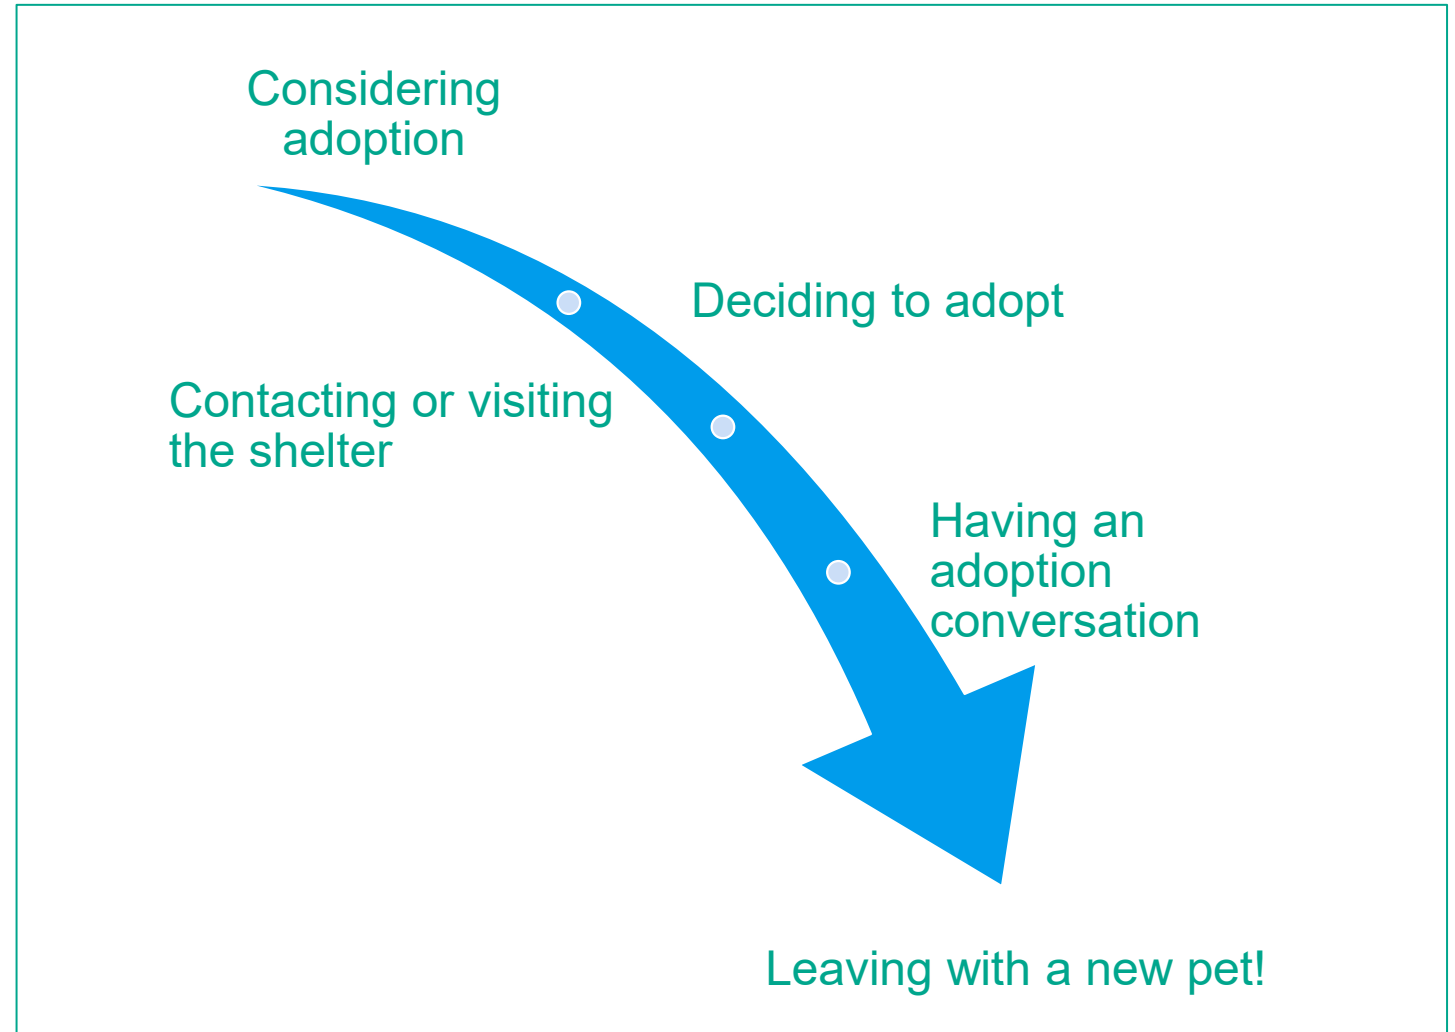 Considering
adoption
Deciding to adopt
Contacting or visiting
the shelter
Having an
adoption
conversation
Leaving with a new pet!